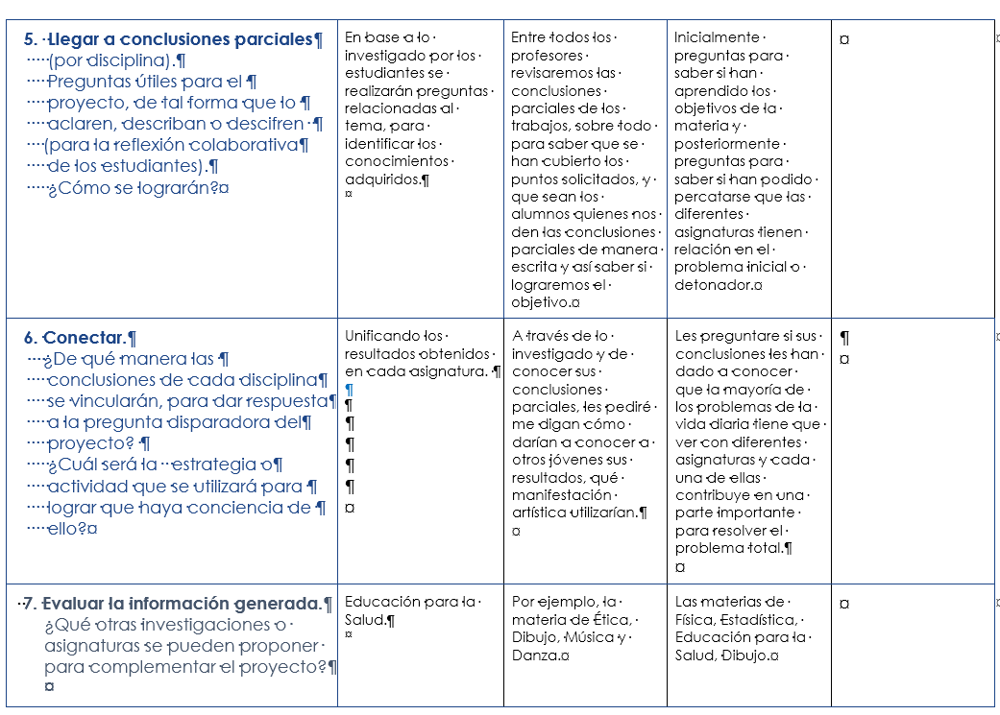 5. Llegar a conclusiones parciales¶
(por disciplina).¶
Preguntas útiles para el ¶
proyecto, de tal forma que lo ¶
aclaren, describan o descifren ¶
(para la reflexión colaborativa¶
de los estudiantes).¶
¿Cómo se lograrán?¤
En base a lo
investigado por los
estudiantes se
realizarán preguntas
relacionadas al
tema, para
identificar los
conocimientos
adquiridos.¶
¤
Entre todos los
profesores
revisaremos las
conclusiones
parciales de los
trabajos, sobre todo
para saber que se
han cubierto los
puntos solicitados, y
que sean los
alumnos quienes nos
den las conclusiones
parciales de manera
escrita y así saber si
lograremos el
objetivo.¤
Inicialmente
preguntas para
saber si han
aprendido los
objetivos de la
materia y
posteriormente
preguntas para
saber si han podido
percatarse que las
diferentes
asignaturas tienen
relación en el
problema inicial o
detonador.¤
¤
6. Conectar.¶
¿De qué manera las ¶
conclusiones de cada disciplina¶
se vincularán, para dar respuesta¶
a la pregunta disparadora del¶
proyecto? ¶
¿Cuál será la  estrategia o¶
actividad que se utilizará para ¶
lograr que haya conciencia de ¶
ello?¤
Unificando los
resultados obtenidos
en cada asignatura. ¶
¶
¶
¶
¶
¶
¶
¤
A través de lo
investigado y de
conocer sus
conclusiones
parciales, les pediré
me digan cómo
darían a conocer a
otros jóvenes sus
resultados, qué
manifestación
artística utilizarían.¶
¤
Les preguntare si sus
conclusiones les han
dado a conocer
que la mayoría de
los problemas de la
vida diaria tiene que
ver con diferentes
asignaturas y cada
una de ellas
contribuye en una
parte importante
para resolver el
problema total.¶
¤
¶
¤
7. Evaluar la información generada.¶
¿Qué otras investigaciones o
asignaturas se pueden proponer
para complementar el proyecto?¶
¤
Educación para la
Salud.¶
¤
Por ejemplo, la
materia de Ética,
Dibujo, Música y
Danza.¤
Las materias de
Física, Estadística,
Educación para la
Salud, Dibujo.¤
¤